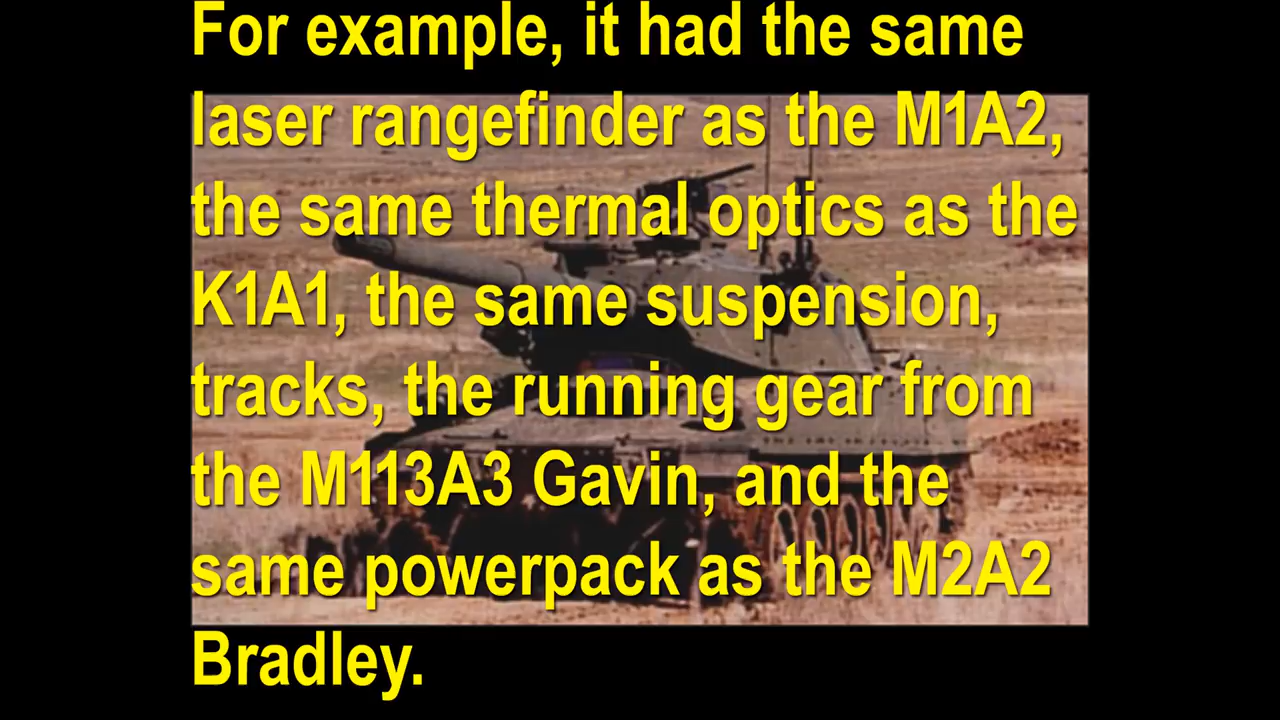 For example, it had the same
laser rangefinder as the M1A2,
the same thermal optics as the
K1A1, the same suspension,
tracks, the running gear from
the M113A3 Gavin, and the
same powerpack as the M2A2
Bradley.